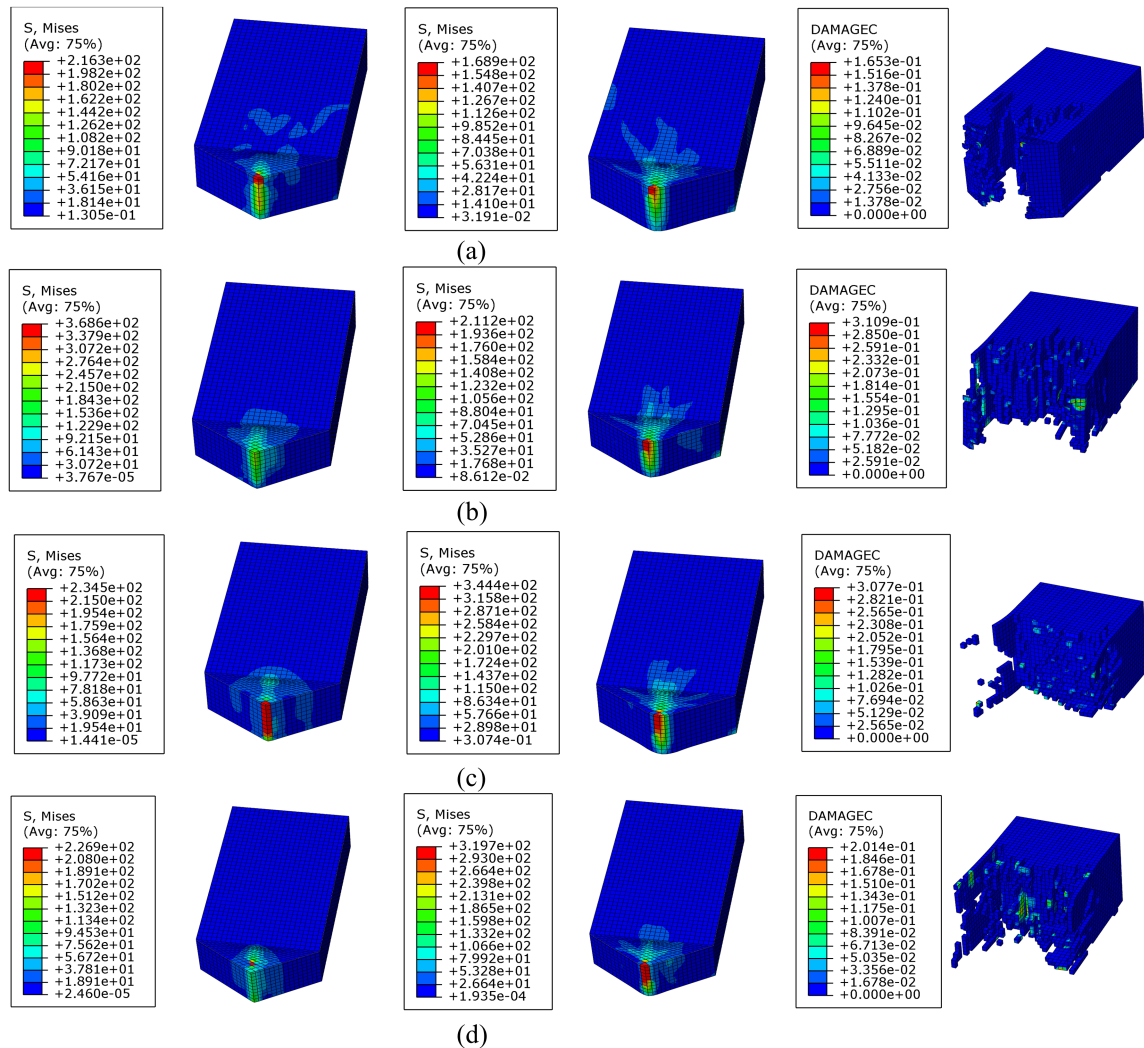 S, Mises
(Avg: 75%)
+2.163e+02
+1.982e+02
+1.802e+02
+1.622e+02
+1.442e+02
+1.262e+02
+1.082e+02
+9.018e+01
+7.217e+01
+5.416e+01
+3.615e+01
+1.814e+01
+1.305e-01
S, Mises
(Avg: 75%)
+1.689e+02
+1.548e+02
+1.407e+02
+1.267e+02
+1.126e+02
+9.852e+01
+8.445e+01
+7.038e+01
+5.631e+01
+4.224e+01
+2.817e+01
+1.410e+01
+3.191e-02
DAMAGEC
(Avg: 75%)
+1.653e-01
+1.516e-01
+1.378e-01
+1.240e-01
+1.102e-01
+9.645e-02
+8.267e-02
+6.889e-02
+5.511e-02
+4.133e-02
+2.756e-02
+1.378e-02
+0.000e+00
(a)
S, Mises
(Avg: 75%)
+3.686e+02
+3.379e+02
+3.072e+02
+2.764e+02
+2.457e+02
+2.150e+02
+1.843e+02
+1.536e+02
+1.229e+02
+9.215e+01
+6.143e+01
+3.072e+01
+3.767e-05
S, Mises
(Avg: 75%)
+2.112e+02
+1.936e+02
+1.760e+02
+1.584e+02
+1.408e+02
+1.232e+02
+1.056e+02
+8.804e+01
+7.045e+01
+5.286e+01
+3.527e+01
+1.768e+01
+8.612e-02
DAMAGEC
(Avg: 75%)
+3.109e-01
+2.850e-01
+2.591e-01
+2.332e-01
+2.073e-01
+1.814e-01
+1.554e-01
+1.295e-01
+1.036e-01
+7.772e-02
+5.182e-02
+2.591e-02
+0.000e+00
(b)
S, Mises
(Avg: 75%)
+2.345e+02
+2.150e+02
+1.954e+02
+1.759e+02
+1.564e+02
+1.368e+02
+1.173e+02
+9.772e+01
+7.818e+01
+5.863e+01
+3.909e+01
+1.954e+01
+1.441e-05
S, Mises
(Avg: 75%)
+3.444e+02
+3.158e+02
+2.871e+02
+2.584e+02
+2.297e+02
+2.010e+02
+1.724e+02
+1.437e+02
+1.150e+02
+8.634e+01
+5.766e+01
+2.898e+01
+3.074e-01
DAMAGEC
(Avg: 75%)
+3.077e-01
+2.821e-01
+2.565e-01
+2.308e-01
+2.052e-01
+1.795e-01
+1.539e-01
+1.282e-01
+1.026e-01
+7.694e-02
+5.129e-02
+2.565e-02
+0.000e+00
(c)
S, Mises
(Avg: 75%)
+2.269e+02
+2.080e+02
+1.891e+02
+1.702e+02
+1.512e+02
+1.323e+02
+1.134e+02
+9.453e+01
+7.562e+01
+5.672e+01
+3.781e+01
+1.891e+01
+2.460e-05
S, Mises
(Avg: 75%)
+3.197e+02
+2.930e+02
+2.664e+02
+2.398e+02
+2.131e+02
+1.865e+02
+1.598e+02
+1.332e+02
+1.066e+02
+7.992e+01
+5.328e+01
+2.664e+01
+1.935e-04
DAMAGEC
(Avg: 75%)
+2.014e-01
+1.846e-01
+1.678e-01
+1.510e-01
+1.343e-01
+1.175e-01
+1.007e-01
+8.391e-02
+6.713e-02
+5.035e-02
+3.356e-02
+1.678e-02
+0.000e+00
(d)